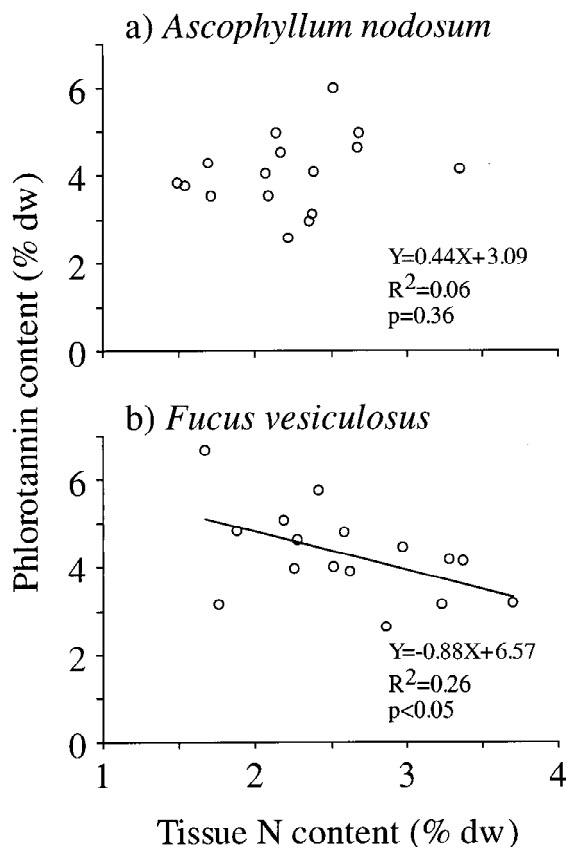 a) Ascophyllum nodosum
6
4
2
0
Y=0.44X+3.09
R²=0.06
p=0.36
Phlorotannin content (% dw)
b) Fucus vesiculosus
6
4
2
0
Y=-0.88X+6.57
R²=0.26
p<0.05
1 2 3 4
Tissue N content (% dw)